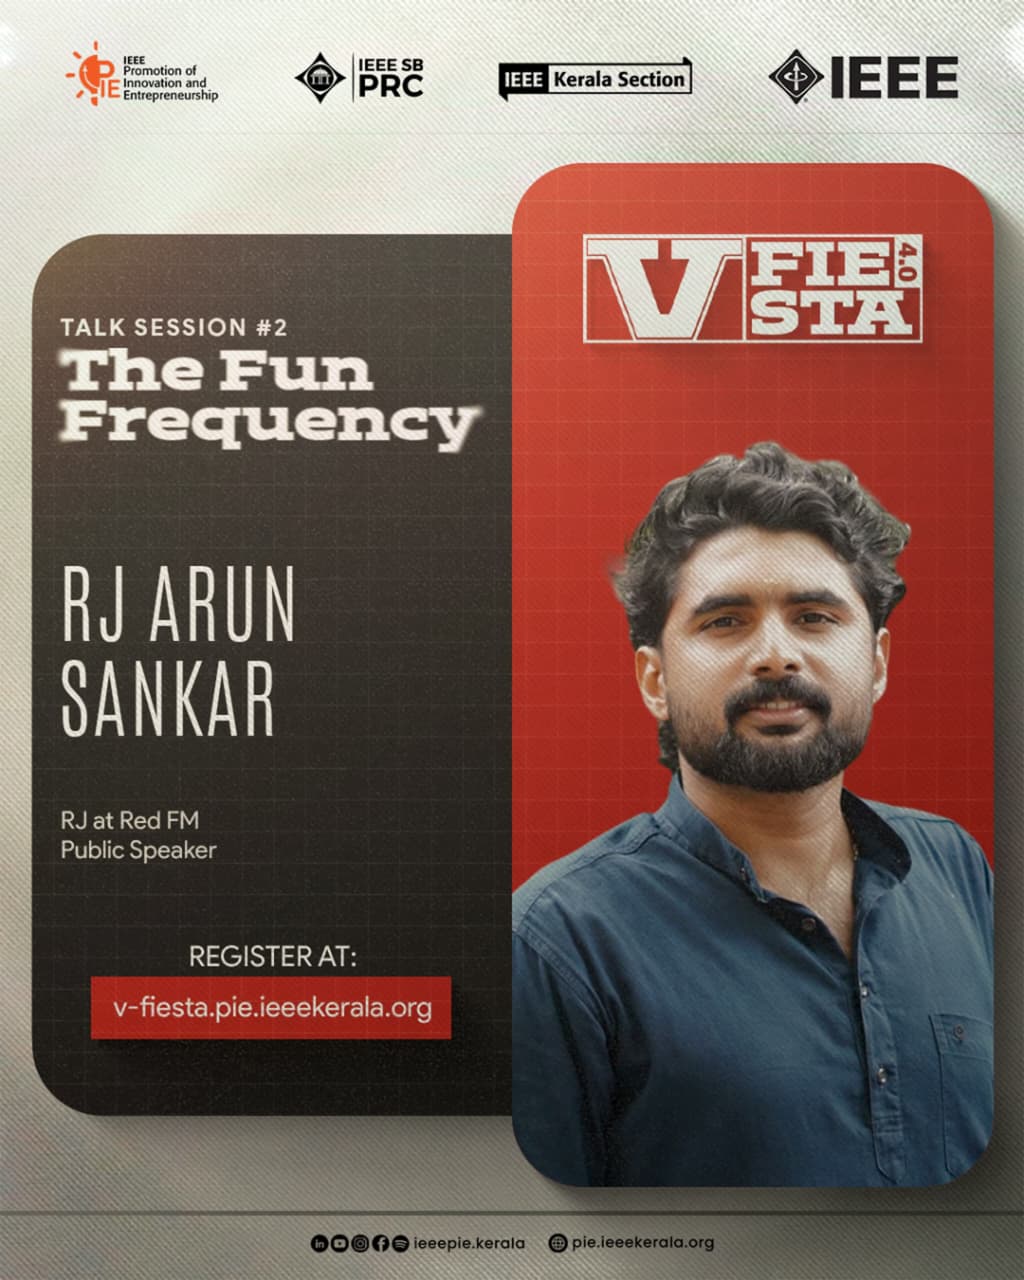 IEEE
Promotion of
Innovation and
Entrepreneurship
PIE
IEEE SB
PRC
IEEE Kerala Section
IEEE
V FIESTA 4.0
TALK SESSION #2
The Fun
Frequency
RJ ARUN
SANKAR
RJ at Red FM
Public Speaker
REGISTER AT:
v-fiesta.pie.ieeekerala.org
ieeepie.kerala
pie.ieeekerala.org